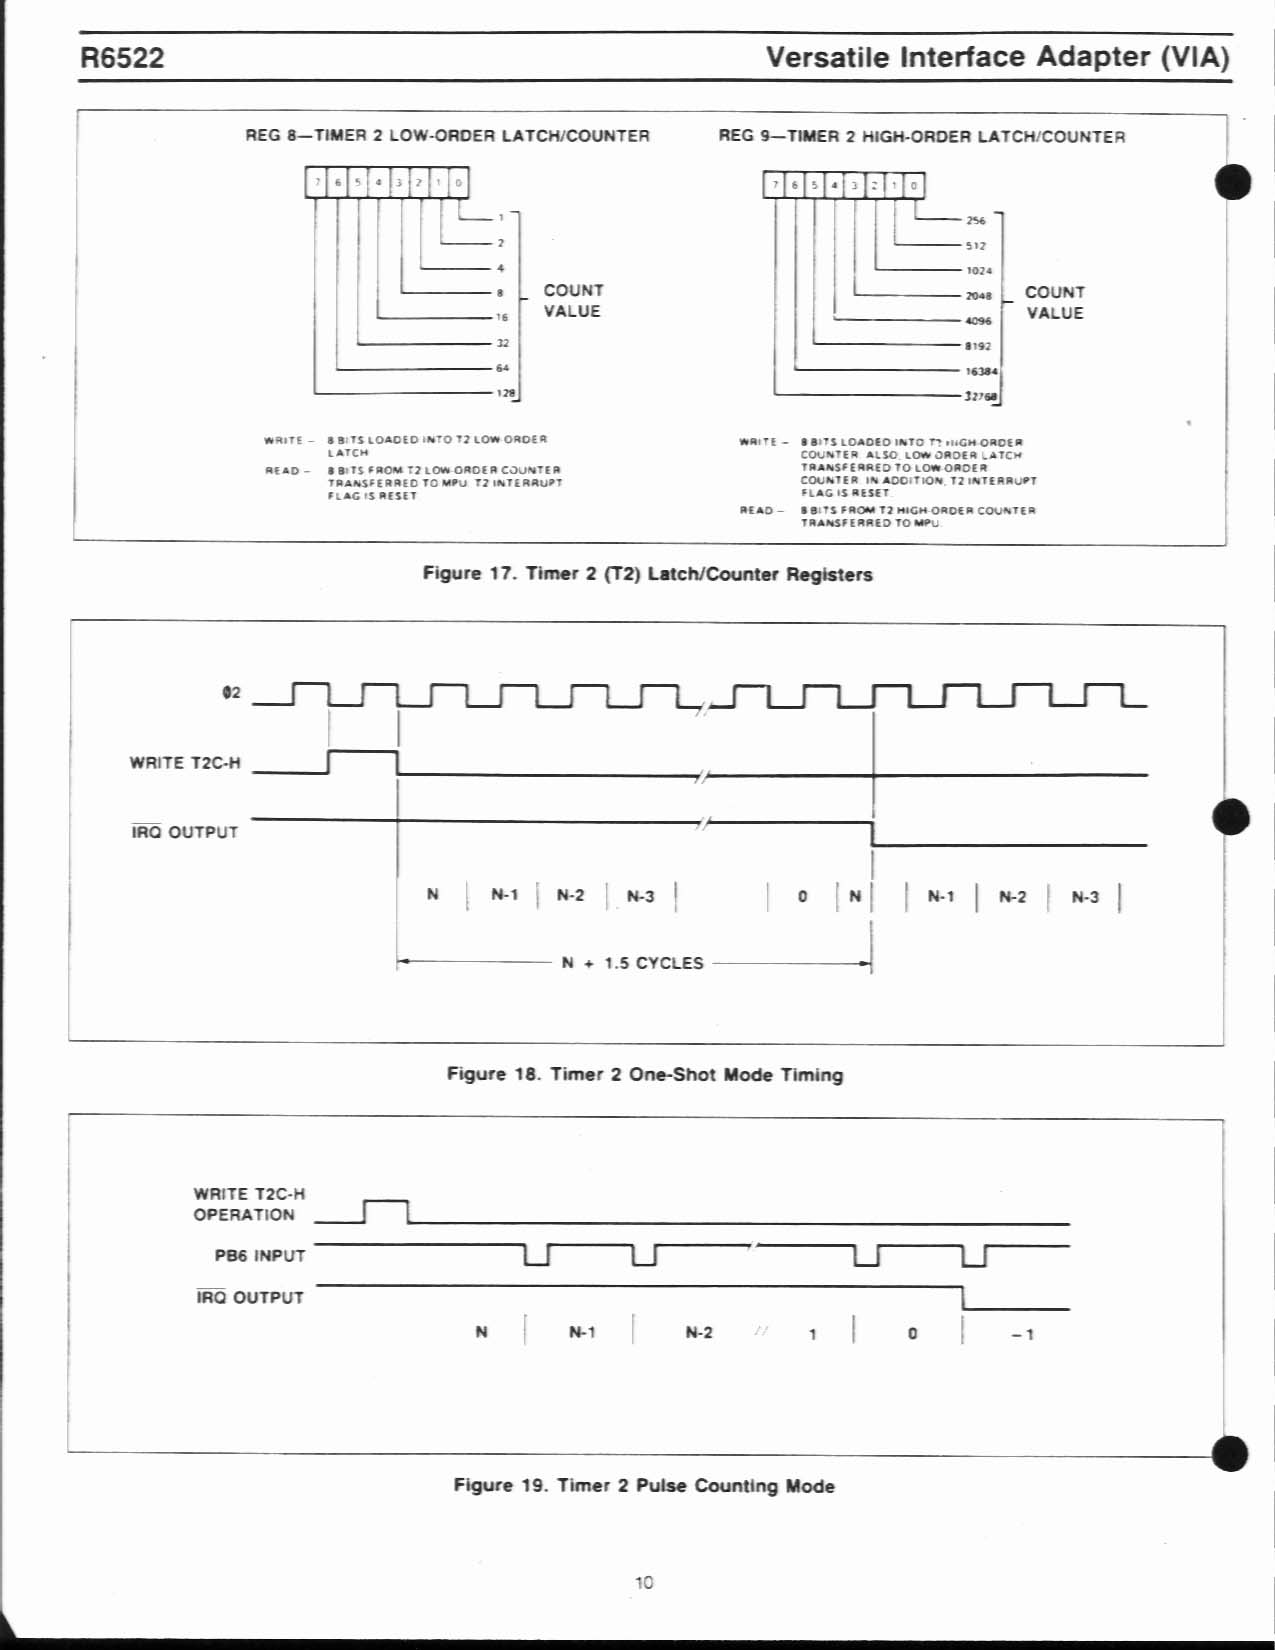 R6522 Versatile Interface Adapter (VIA)
REG 8—TIMER 2 LOW-ORDER LATCH/COUNTER
7 6 5 4 3 2 1 0
1
2
4
8
16
32
64
128
COUNT
VALUE
WRITE – 8 BITS LOADED INTO T2 LOW-ORDER
LATCH
READ – 8 BITS FROM T2 LOW-ORDER COUNTER
TRANSFERRED TO MPU. T2 INTERRUPT
FLAG IS RESET
REG 9—TIMER 2 HIGH-ORDER LATCH/COUNTER
7 6 5 4 3 2 1 0
256
512
1024
2048
4096
8192
16384
32768
COUNT
VALUE
WRITE – 8 BITS LOADED INTO T2 HIGH-ORDER
COUNTER. ALSO, LOW ORDER LATCH
TRANSFERRED TO LOW-ORDER
COUNTER. IN ADDITION, T2 INTERRUPT
FLAG IS RESET.
READ – 8 BITS FROM T2 HIGH-ORDER COUNTER
TRANSFERRED TO MPU.
Figure 17. Timer 2 (T2) Latch/Counter Registers
Ø2
WRITE T2C-H
IRQ OUTPUT
N N-1 N-2 N-3 0 N N-1 N-2 N-3
N + 1.5 CYCLES
Figure 18. Timer 2 One-Shot Mode Timing
WRITE T2C-H
OPERATION
PB6 INPUT
IRQ OUTPUT
N N-1 N-2 // 1 0 –1
Figure 19. Timer 2 Pulse Counting Mode
10